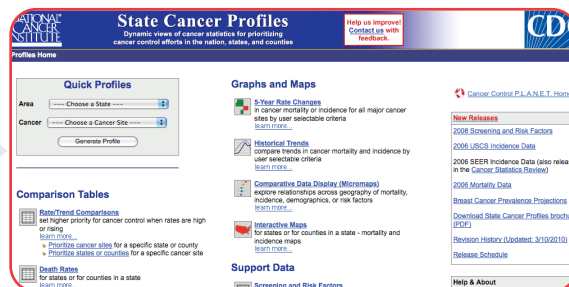 NATIONAL
CANCER
INSTITUTE
State Cancer Profiles
Dynamic views of cancer statistics for prioritizing
cancer control efforts in the nation, states, and counties
Help us improve!
Contact us with
feedback.
CD
Profiles Home
Quick Profiles
Area
--- Choose a State ---
Cancer
--- Choose a Cancer Site ---
Generate Profile
Comparison Tables
Rate/Trend Comparisons
set higher priority for cancer control when rates are high
or rising
learn more...
Prioritize cancer sites for a specific state or county
Prioritize states or counties for a specific cancer site
Death Rates
for states or for counties in a state
learn more...
Graphs and Maps
5-Year Rate Changes
in cancer mortality or incidence for all major cancer
sites by user selectable criteria
learn more...
Historical Trends
compare trends in cancer mortality and incidence by
user selectable criteria
learn more...
Comparative Data Display (Micromaps)
explore relationships across geography of mortality,
incidence, demographics, or risk factors
learn more...
Interactive Maps
for states or for counties in a state - mortality and
incidence maps
learn more...
Support Data
Screening and Risk Factors
Cancer Control P.L.A.N.E.T. Home
New Releases
2008 Screening and Risk Factors
2006 USCS Incidence Data
2006 SEER Incidence Data (also relea
in the Cancer Statistics Review)
2006 Mortality Data
Breast Cancer Prevalence Projections
Download State Cancer Profiles brochu
(PDF)
Revision History (Updated: 3/10/2010)
Release Schedule
Help & About